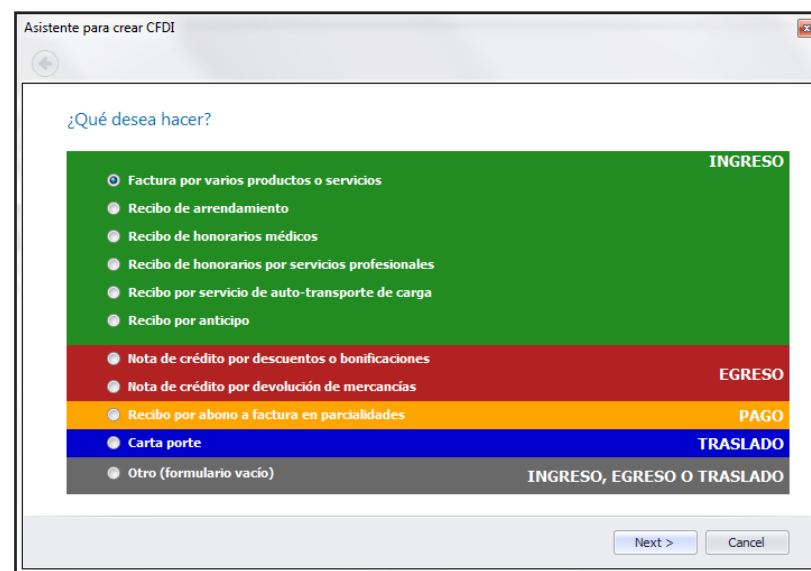 Asistente para crear CFDI
¿Qué desea hacer?
INGRESO
Factura por varios productos o servicios
Recibo de arrendamiento
Recibo de honorarios médicos
Recibo de honorarios por servicios profesionales
Recibo por servicio de auto-transporte de carga
Recibo por anticipo
Nota de crédito por descuentos o bonificaciones
EGRESO
Nota de crédito por devolución de mercancías
Recibo por abono a factura en parcialidades PAGO
Carta porte TRASLADO
Otro (formulario vacío) INGRESO, EGRESO O TRASLADO
Next > Cancel